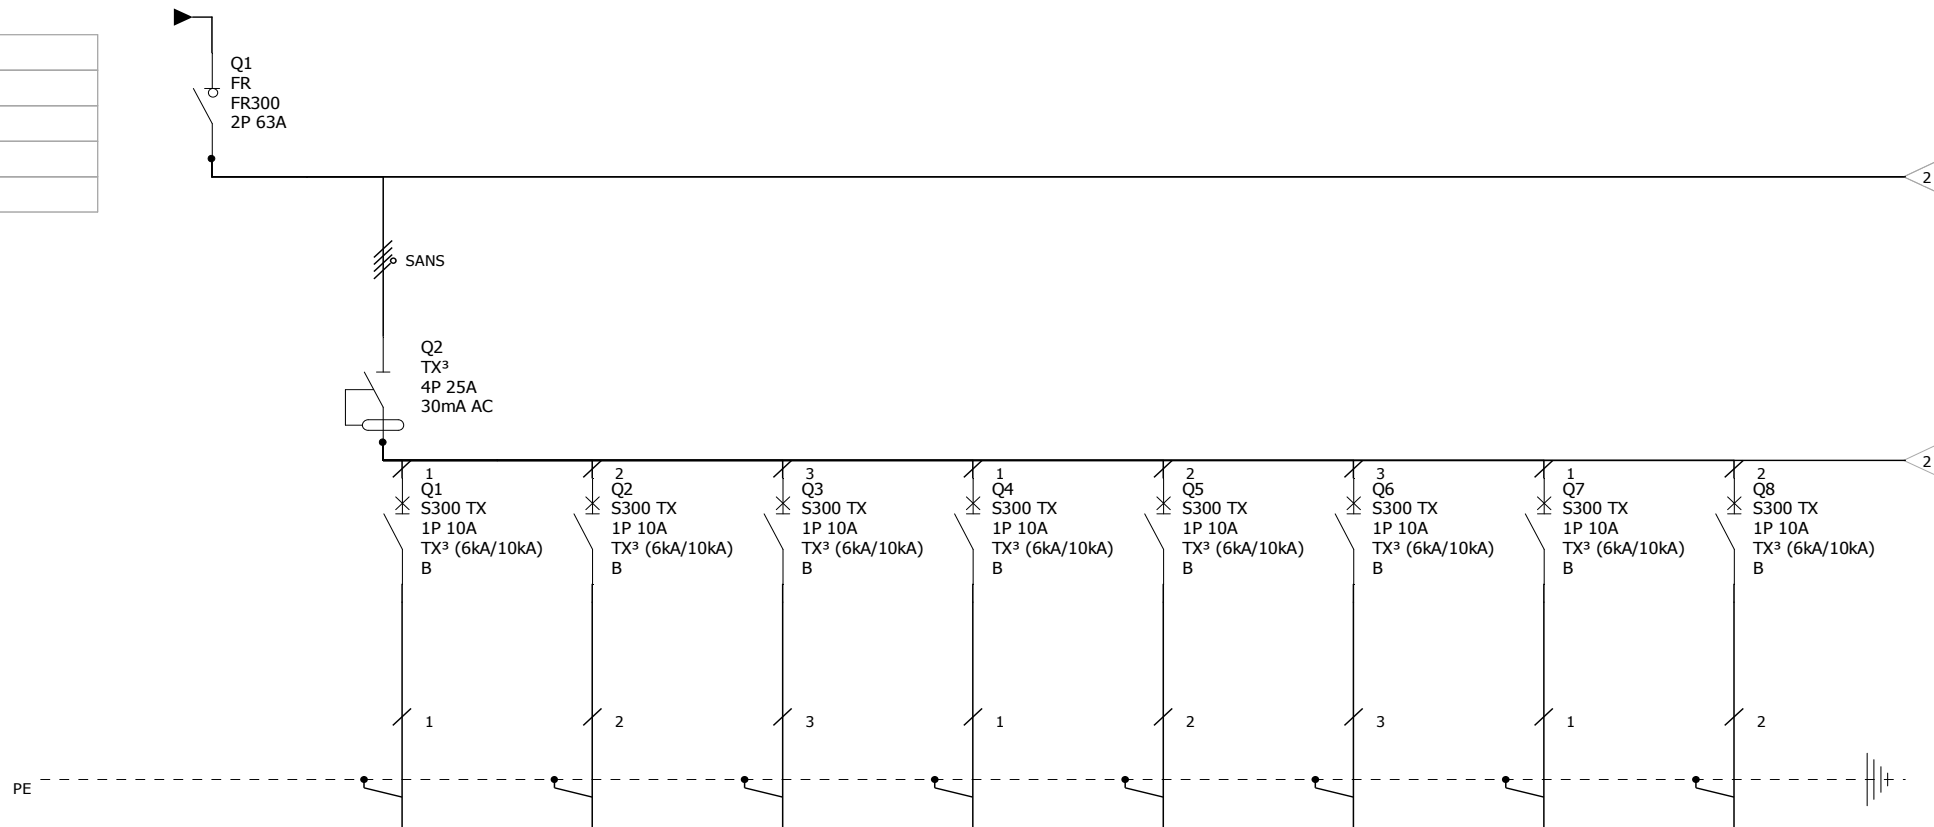 Q1
FR
FR300
2P 63A
2
SANS
Q2
TX³
4P 25A
30mA AC
2
1
Q1
S300 TX
1P 10A
TX³ (6kA/10kA)
B
2
Q2
S300 TX
1P 10A
TX³ (6kA/10kA)
B
3
Q3
S300 TX
1P 10A
TX³ (6kA/10kA)
B
1
Q4
S300 TX
1P 10A
TX³ (6kA/10kA)
B
2
Q5
S300 TX
1P 10A
TX³ (6kA/10kA)
B
3
Q6
S300 TX
1P 10A
TX³ (6kA/10kA)
B
1
Q7
S300 TX
1P 10A
TX³ (6kA/10kA)
B
2
Q8
S300 TX
1P 10A
TX³ (6kA/10kA)
B
1
2
3
1
2
3
1
2
PE